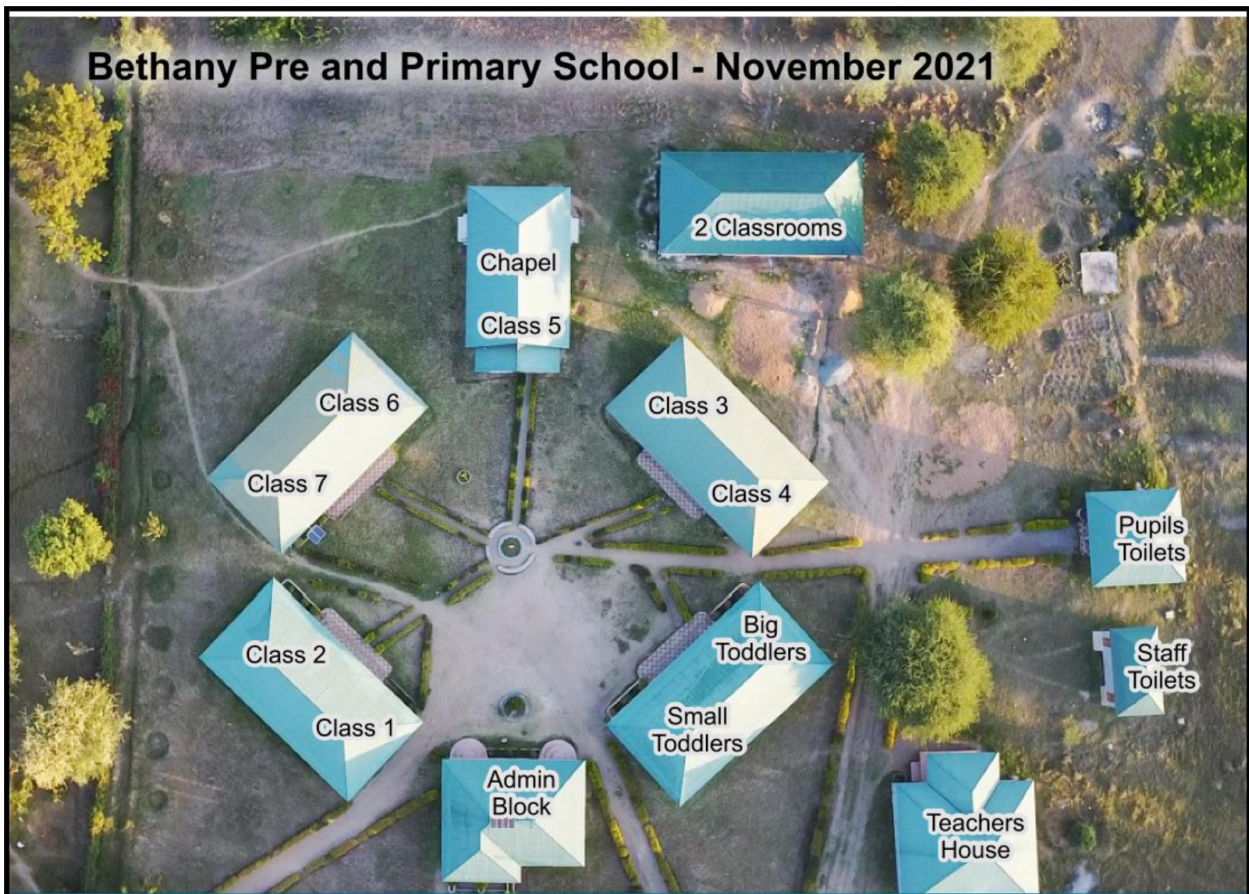 Bethany Pre and Primary School - November 2021
2 Classrooms
Chapel
Class 5
Class 6
Class 7
Class 3
Class 4
Pupils
Toilets
Class 2
Class 1
Big
Toddlers
Small
Toddlers
Staff
Toilets
Admin
Block
Teachers
House